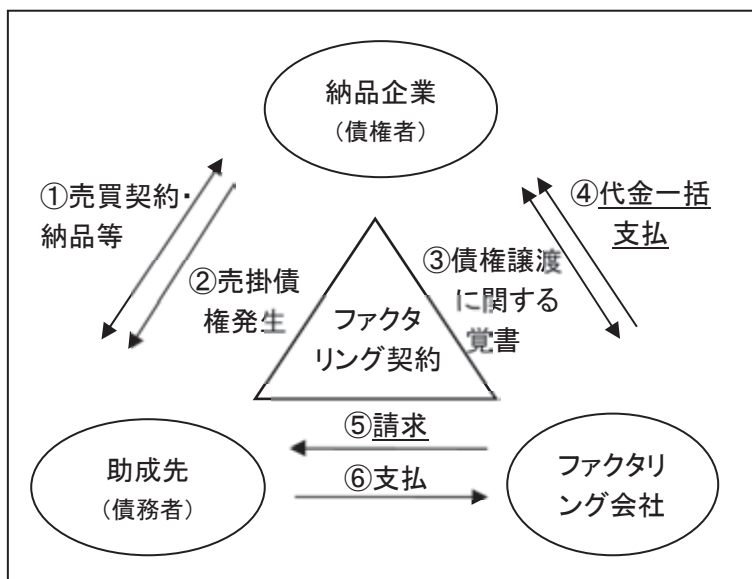 納品企業
（債権者）
①売買契約・
納品等
④代金一括
支払
②売掛債
権発生
③債権譲渡
に関する
覚書
ファクタ
リング契約
⑤請求
⑥支払
助成先
（債務者）
ファクタリ
ング会社